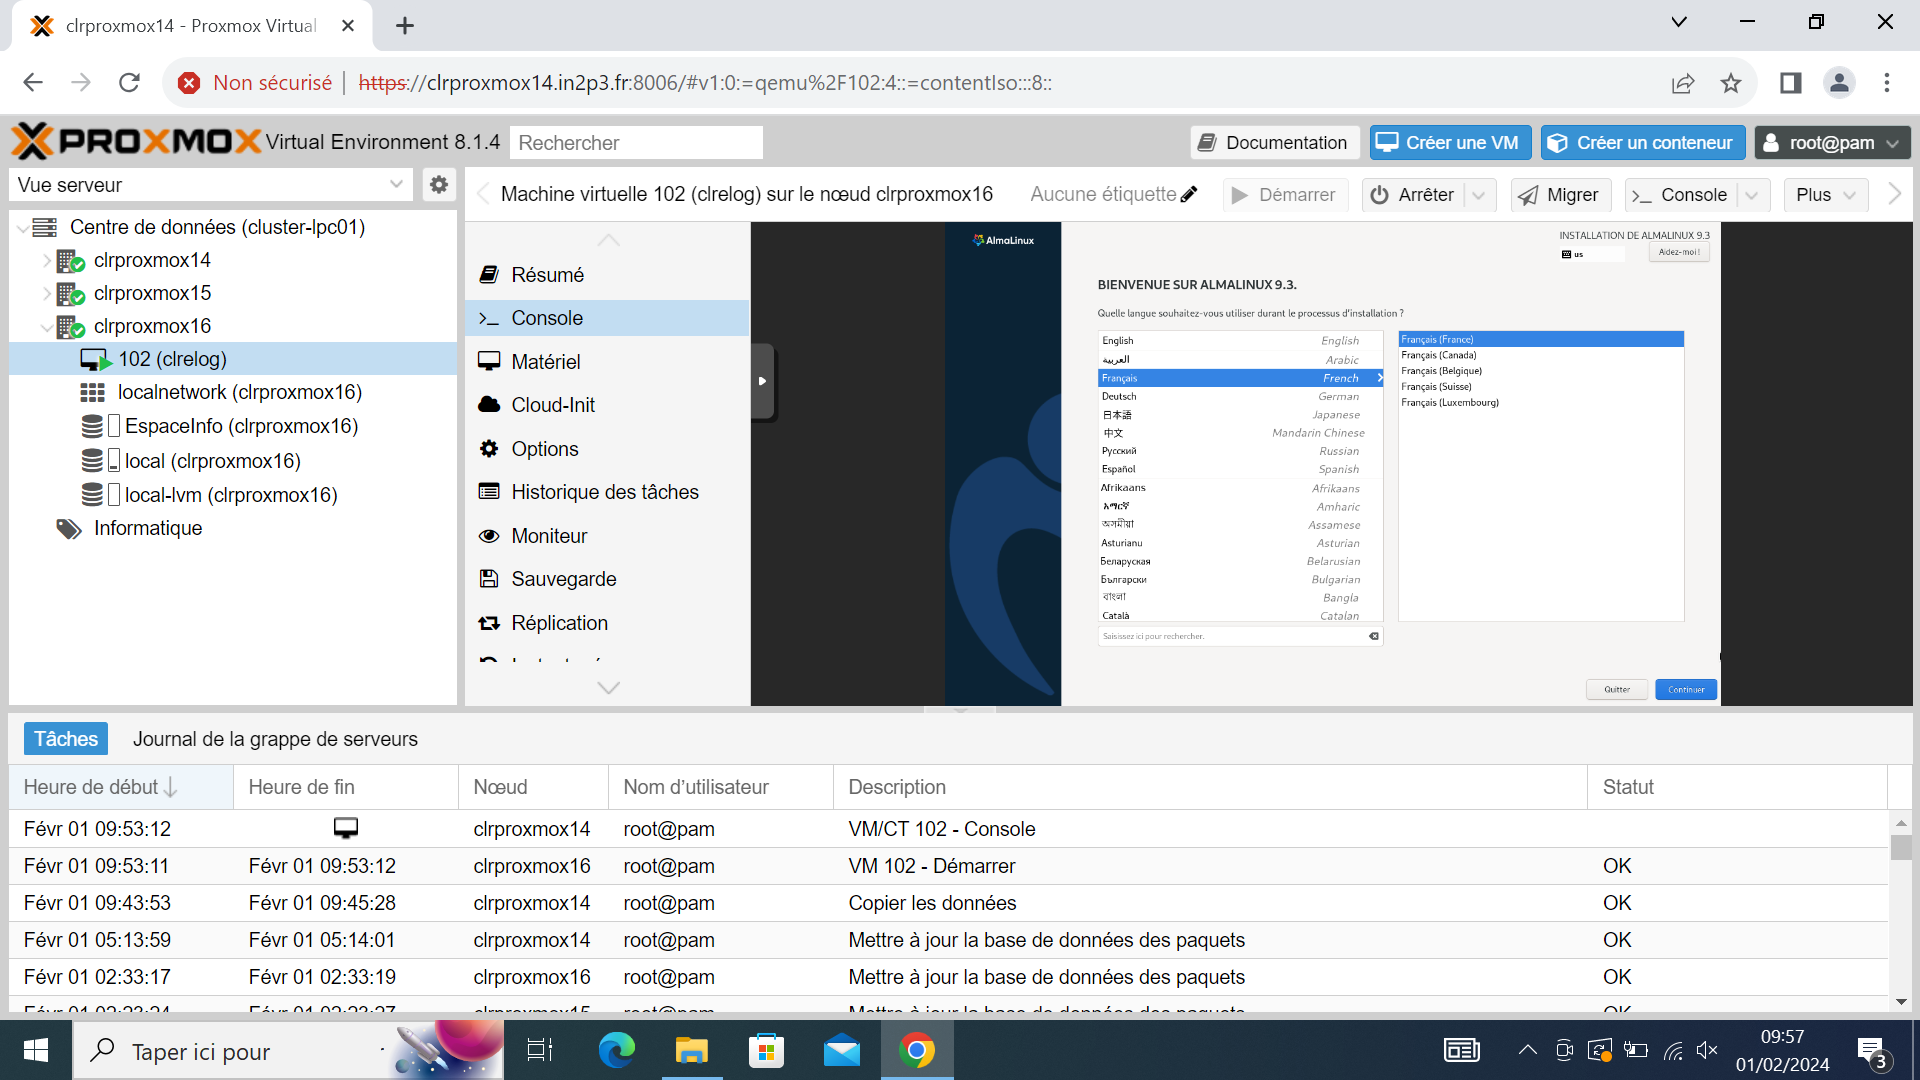 clrproxmox14 - Proxmox Virtual
Non sécurisé
https://clrproxmox14.in2p3.fr:8006/#v1:0:=qemu%2F102:4::=contentIso:::8::
PROXMOX Virtual Environment 8.1.4
Rechercher
Documentation
Créer une VM
Créer un conteneur
root@pam
Vue serveur
Centre de données (cluster-lpc01)
clrproxmox14
clrproxmox15
clrproxmox16
102 (clrelog)
localnetwork (clrproxmox16)
EspaceInfo (clrproxmox16)
local (clrproxmox16)
local-lvm (clrproxmox16)
Informatique
Machine virtuelle 102 (clrelog) sur le nœud clrproxmox16
Aucune étiquette
Démarrer
Arrêter
Migrer
Console
Plus
Résumé
Console
Matériel
Cloud-Init
Options
Historique des tâches
Moniteur
Sauvegarde
Réplication
AlmaLinux
INSTALLATION DE ALMALINUX 9.3
us
Aidez-moi !
BIENVENUE SUR ALMALINUX 9.3.
Quelle langue souhaitez-vous utiliser durant le processus d'installation ?
English English
العربية Arabic
Français French
Deutsch German
日本語 Japanese
中文 Mandarin Chinese
Русский Russian
Español Spanish
Afrikaans Afrikaans
አማርኛ Amharic
অসমীয়া Assamese
Asturianu Asturian
Беларуская Belarusian
Български Bulgarian
বাংলা Bangla
Català Catalan
Français (France)
Français (Canada)
Français (Belgique)
Français (Suisse)
Français (Luxembourg)
Saisissez ici pour rechercher.
Quitter
Continuer
Tâches
Journal de la grappe de serveurs
Heure de début Heure de fin Nœud Nom d’utilisateur Description Statut
Févr 01 09:53:12 clrproxmox14 root@pam VM/CT 102 - Console
Févr 01 09:53:11 Févr 01 09:53:12 clrproxmox16 root@pam VM 102 - Démarrer OK
Févr 01 09:43:53 Févr 01 09:45:28 clrproxmox14 root@pam Copier les données OK
Févr 01 05:13:59 Févr 01 05:14:01 clrproxmox14 root@pam Mettre à jour la base de données des paquets OK
Févr 01 02:33:17 Févr 01 02:33:19 clrproxmox16 root@pam Mettre à jour la base de données des paquets OK
Taper ici pour
09:57
01/02/2024
3